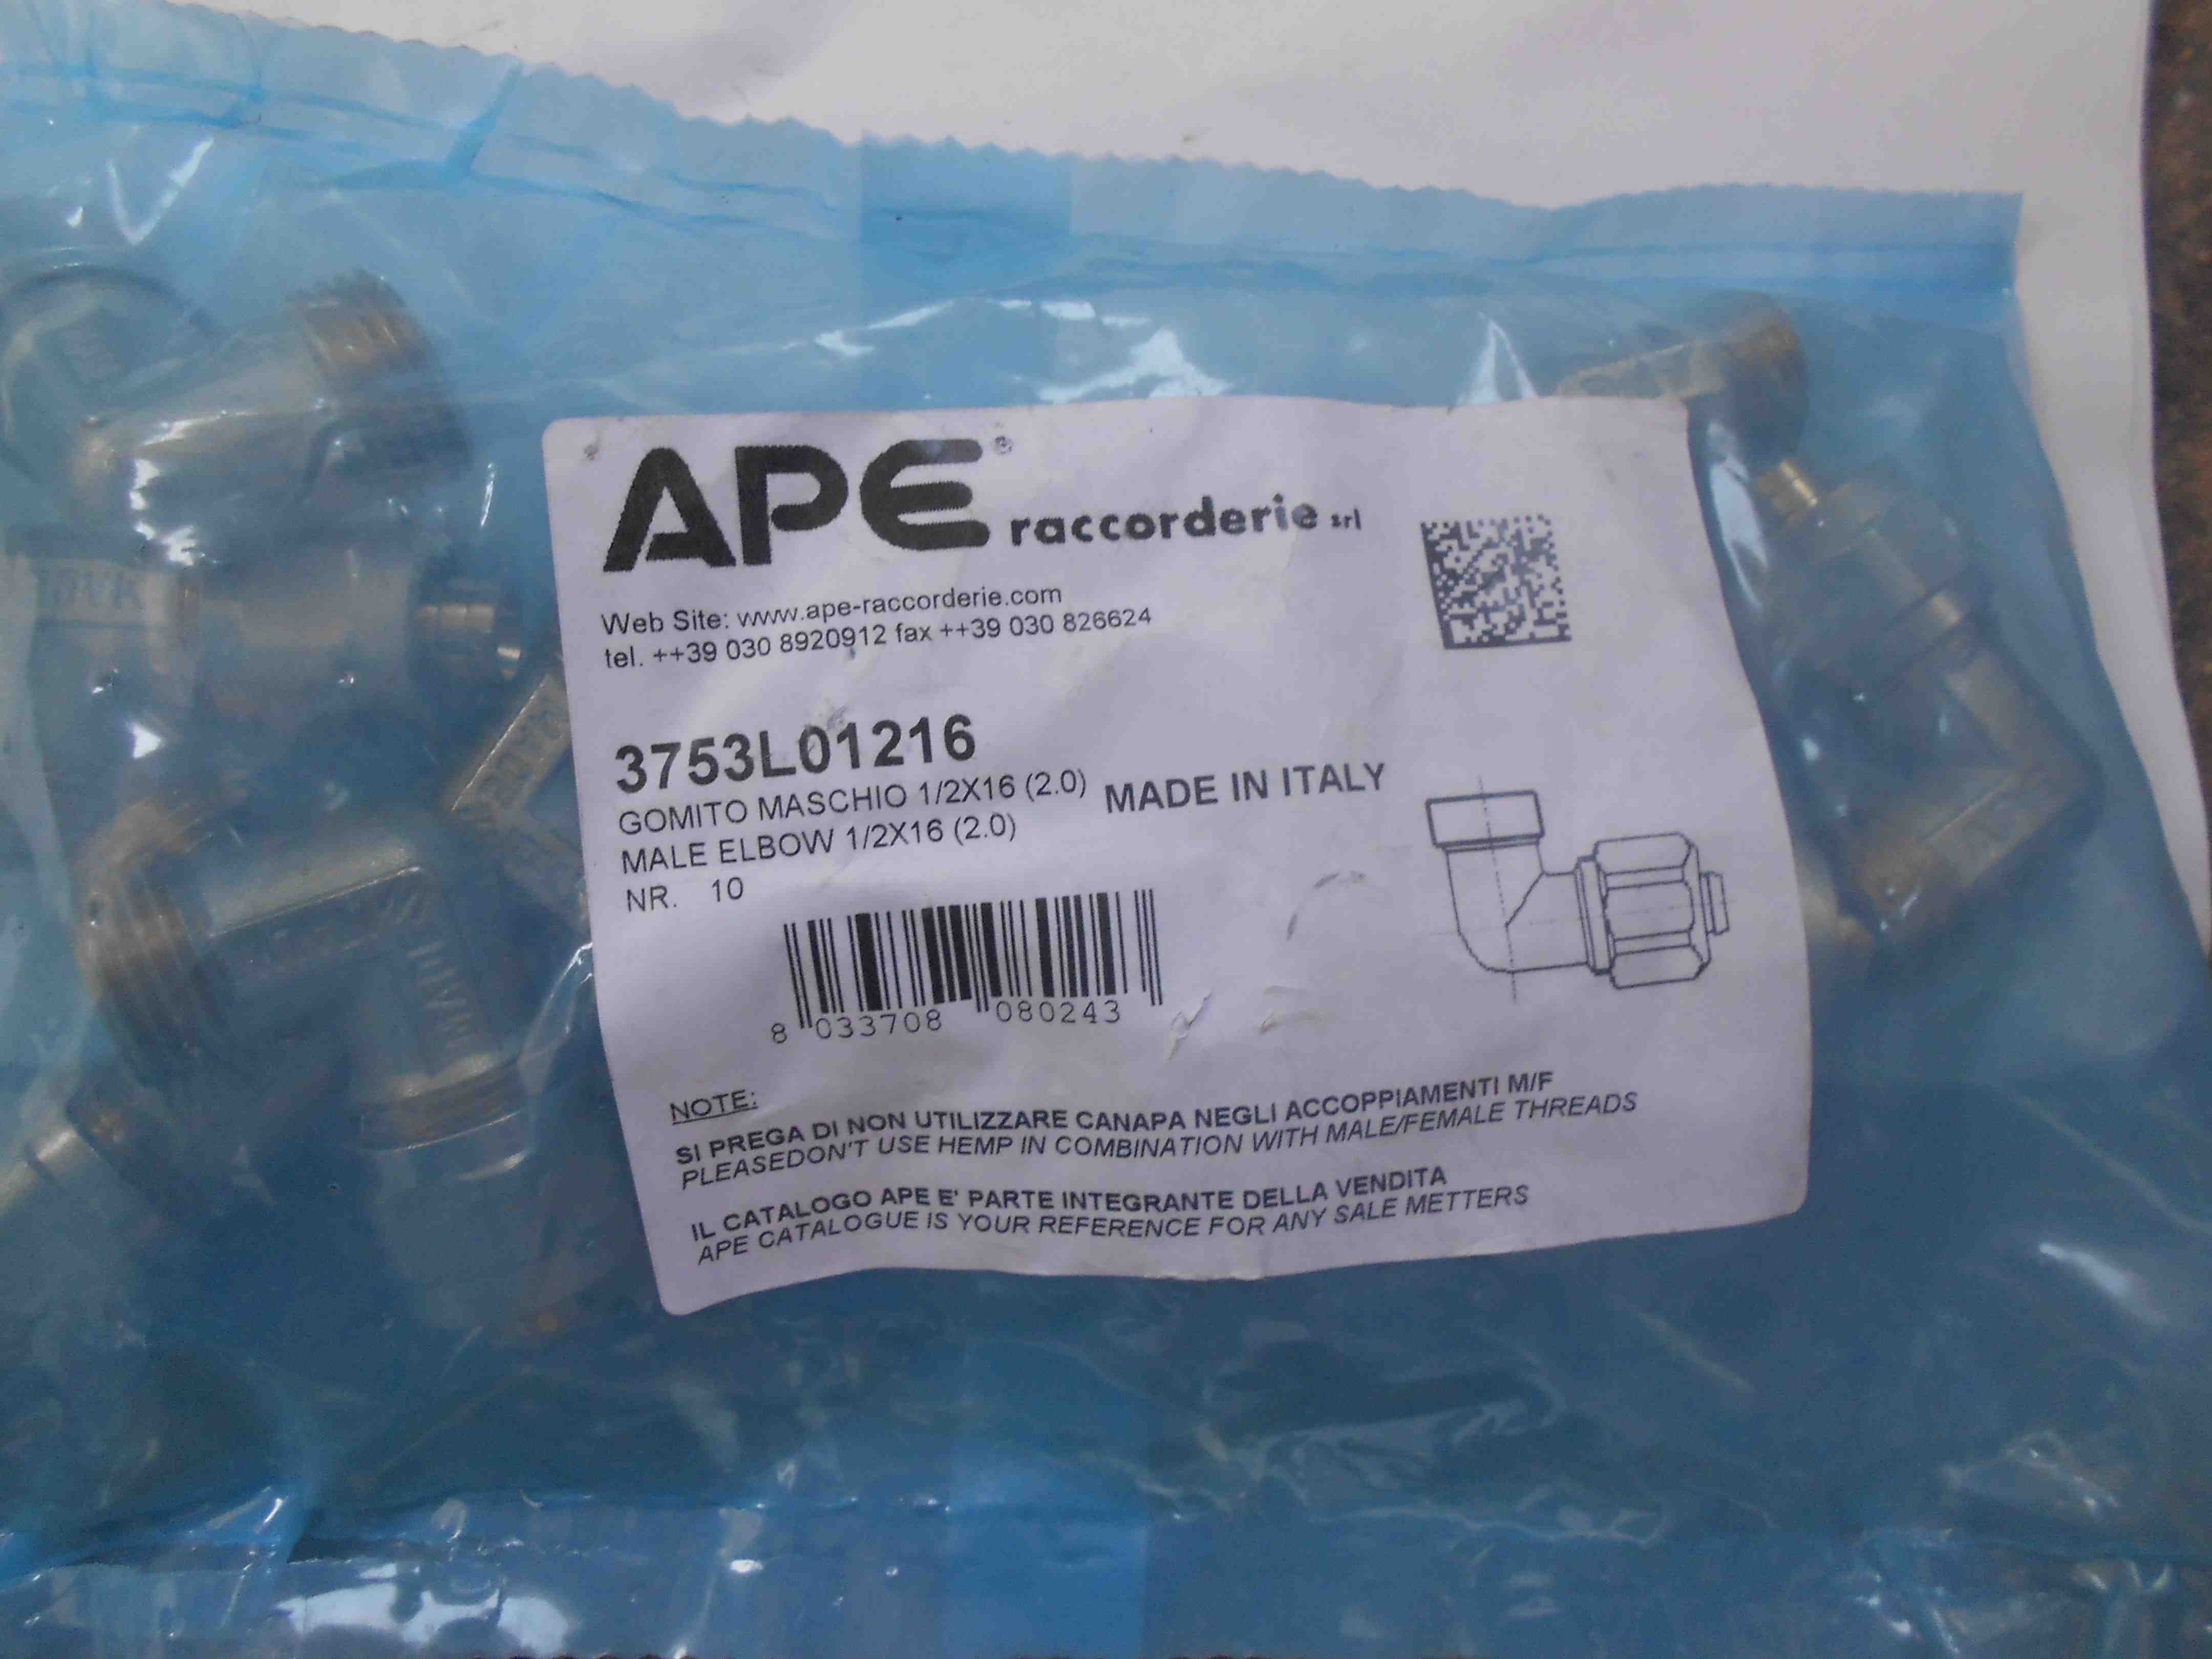 APE® raccorderie srl
Web Site: www.ape-raccorderie.com
tel. ++39 030 8920912 fax ++39 030 826624
3753L01216
GOMITO MASCHIO 1/2X16 (2.0)
MALE ELBOW 1/2X16 (2.0)
MADE IN ITALY
NR. 10
8 033708 080243
NOTE:
SI PREGA DI NON UTILIZZARE CANAPA NEGLI ACCOPPIAMENTI M/F
PLEASEDON'T USE HEMP IN COMBINATION WITH MALE/FEMALE THREADS
IL CATALOGO APE E' PARTE INTEGRANTE DELLA VENDITA
APE CATALOGUE IS YOUR REFERENCE FOR ANY SALE METTERS